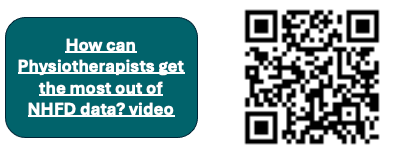 How can
Physiotherapists get
the most out of
NHFD data? video